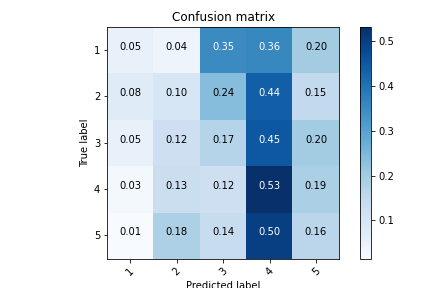 Confusion matrix
True label
1 0.05 0.04 0.35 0.36 0.20
2 0.08 0.10 0.24 0.44 0.15
3 0.05 0.12 0.17 0.45 0.20
4 0.03 0.13 0.12 0.53 0.19
5 0.01 0.18 0.14 0.50 0.16
1 2 3 4 5
Predicted label
0.5
0.4
0.3
0.2
0.1